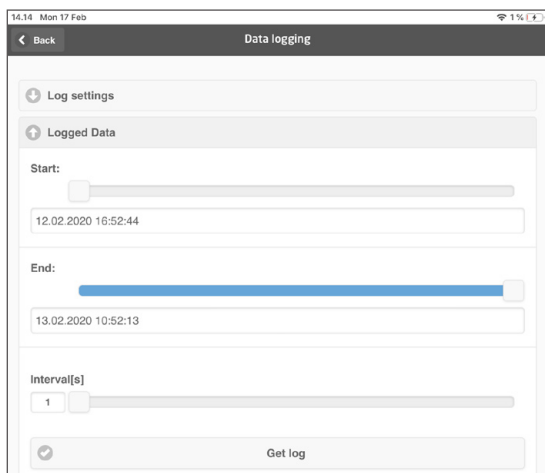 14.14 Mon 17 Feb 1%
Back Data logging
Log settings
Logged Data
Start:
12.02.2020 16:52:44
End:
13.02.2020 10:52:13
Interval[s]
1
Get log